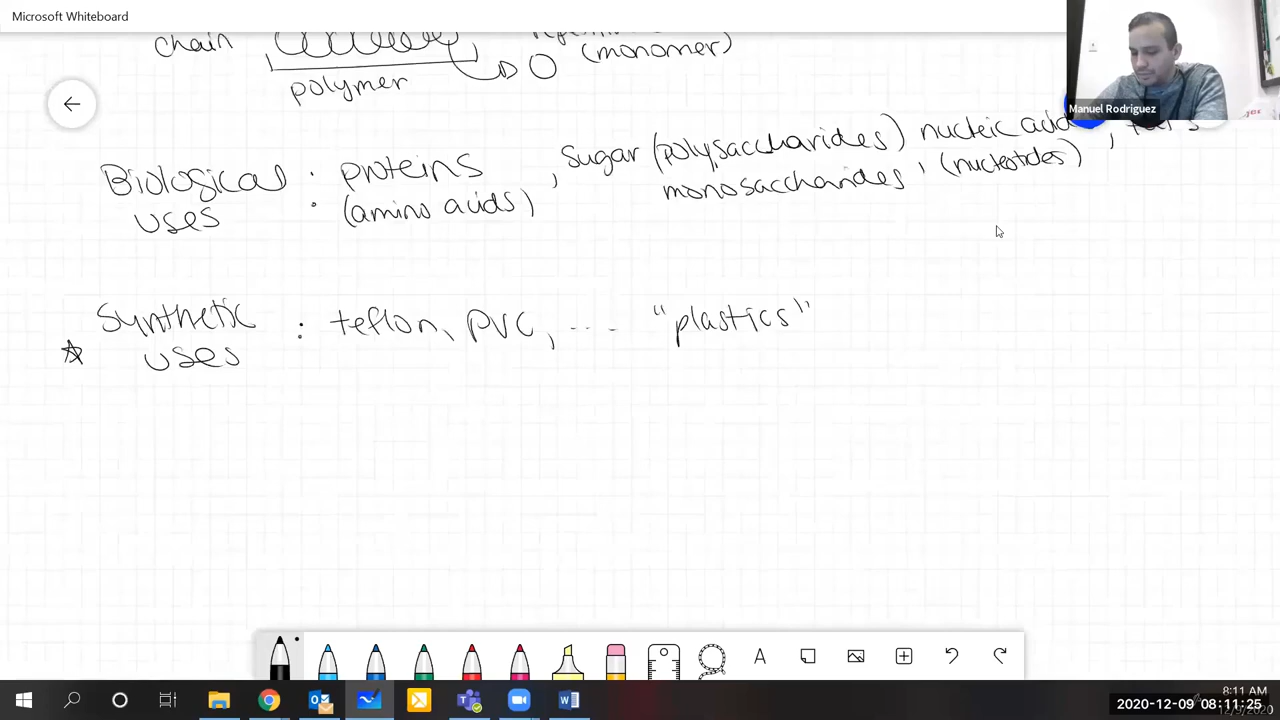 Microsoft Whiteboard
Manuel Rodriguez
chain
(monomer)
polymer
Biological uses : proteins (amino acids) , sugar (polysaccharides) monosaccharides , nucleic acid (nucleotides) ,
Synthetic uses : teflon, PVC, ... "plastics"
8:11 AM
2020-12-09 08:11:25